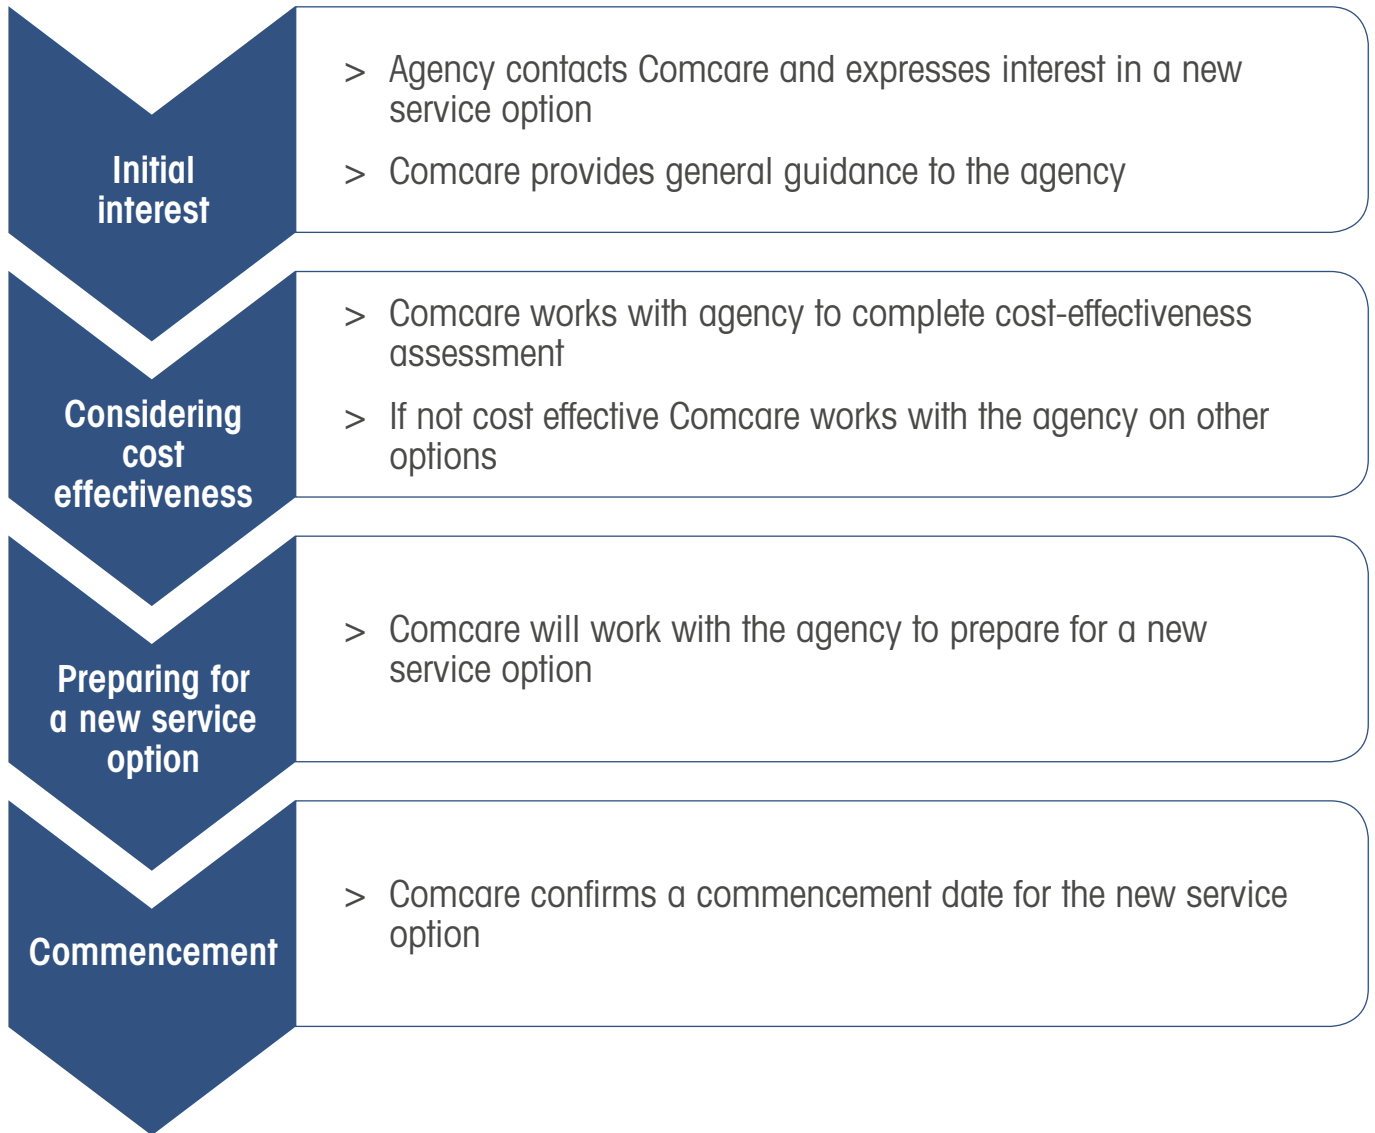 Initial
interest
> Agency contacts Comcare and expresses interest in a new
service option
> Comcare provides general guidance to the agency
Considering
cost
effectiveness
> Comcare works with agency to complete cost-effectiveness
assessment
> If not cost effective Comcare works with the agency on other
options
Preparing for
a new service
option
> Comcare will work with the agency to prepare for a new
service option
Commencement
> Comcare confirms a commencement date for the new service
option